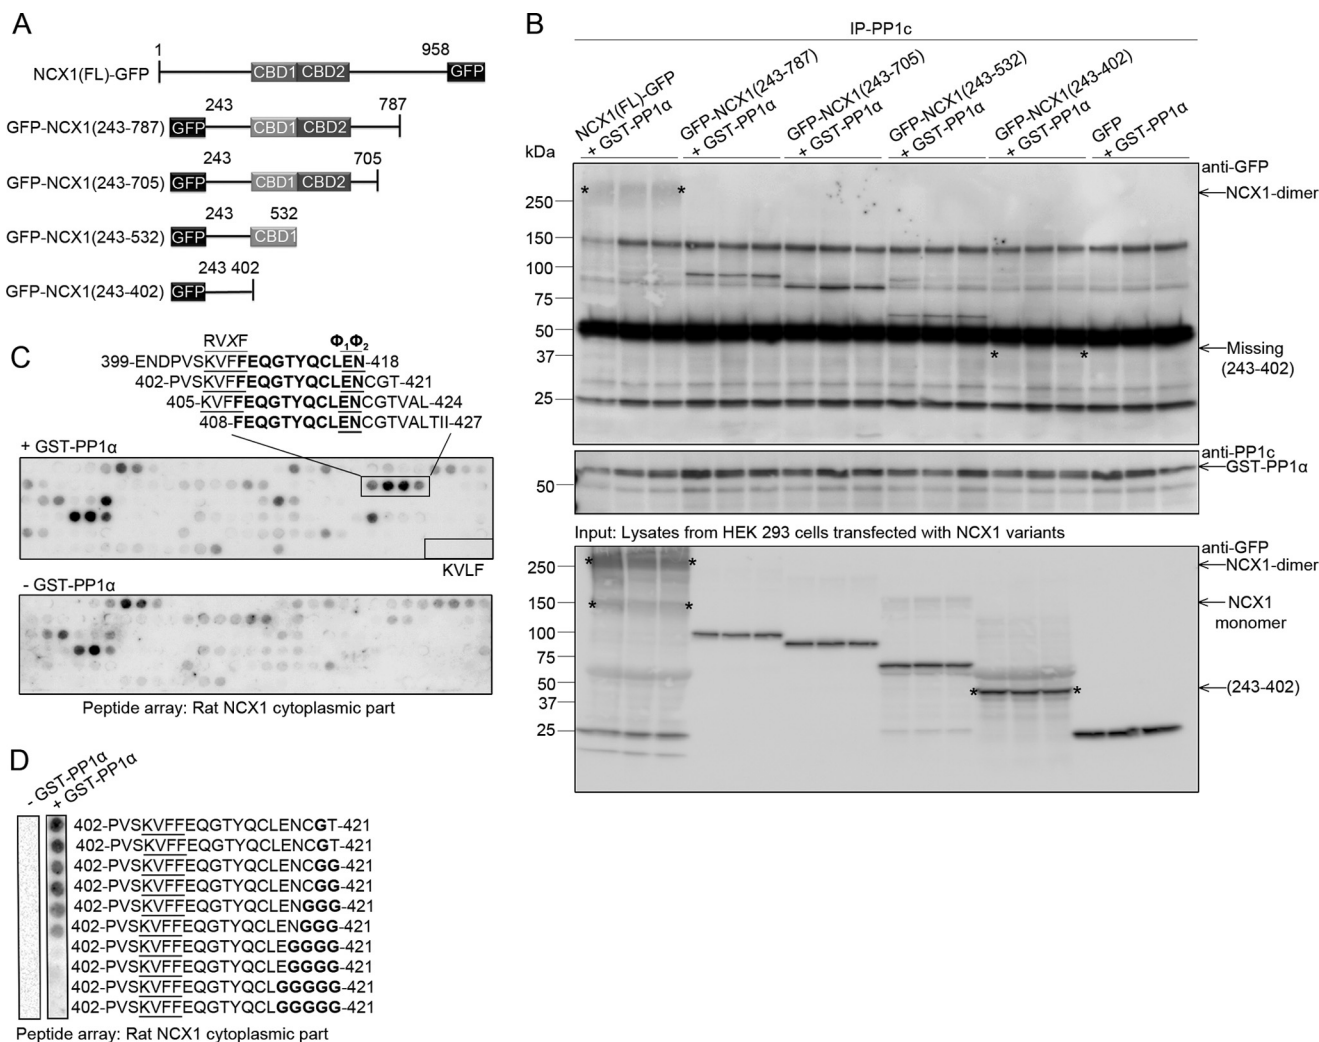 A
1
958
NCX1(FL)-GFP
CBD1
CBD2
GFP
243
787
GFP-NCX1(243-787)
GFP
CBD1
CBD2
243
705
GFP-NCX1(243-705)
GFP
CBD1
CBD2
243
532
GFP-NCX1(243-532)
GFP
CBD1
243 402
GFP-NCX1(243-402)
GFP
B
IP-PP1c
NCX1(FL)-GFP
+ GST-PP1α
GFP-NCX1(243-787)
+ GST-PP1α
GFP-NCX1(243-705)
+ GST-PP1α
GFP-NCX1(243-532)
+ GST-PP1α
GFP-NCX1(243-402)
+ GST-PP1α
GFP
+ GST-PP1α
kDa
anti-GFP
* *
NCX1-dimer
250
150
100
75
50
37
25
* *
Missing
(243-402)
anti-PP1c
GST-PP1α
50
Input: Lysates from HEK 293 cells transfected with NCX1 variants
anti-GFP
NCX1-dimer
* *
250
150
* *
NCX1
monomer
100
75
50
37
25
* *
(243-402)
C
RVXF Φ1Φ2
399-ENDPVSKVFFEQGTYQCLEN-418
402-PVSKVFFEQGTYQCLENCGT-421
405-KVFFEQGTYQCLENCGTVAL-424
408-FEQGTYQCLENCGTVALTII-427
+ GST-PP1α
KVLF
- GST-PP1α
Peptide array: Rat NCX1 cytoplasmic part
D
- GST-PP1α
+ GST-PP1α
402-PVSKVFFEQGTYQCLENCGT-421
402-PVSKVFFEQGTYQCLENCGT-421
402-PVSKVFFEQGTYQCLENCGG-421
402-PVSKVFFEQGTYQCLENCGG-421
402-PVSKVFFEQGTYQCLENGGG-421
402-PVSKVFFEQGTYQCLENGGG-421
402-PVSKVFFEQGTYQCLEGGGG-421
402-PVSKVFFEQGTYQCLEGGGG-421
402-PVSKVFFEQGTYQCLGGGGG-421
402-PVSKVFFEQGTYQCLGGGGG-421
Peptide array: Rat NCX1 cytoplasmic part